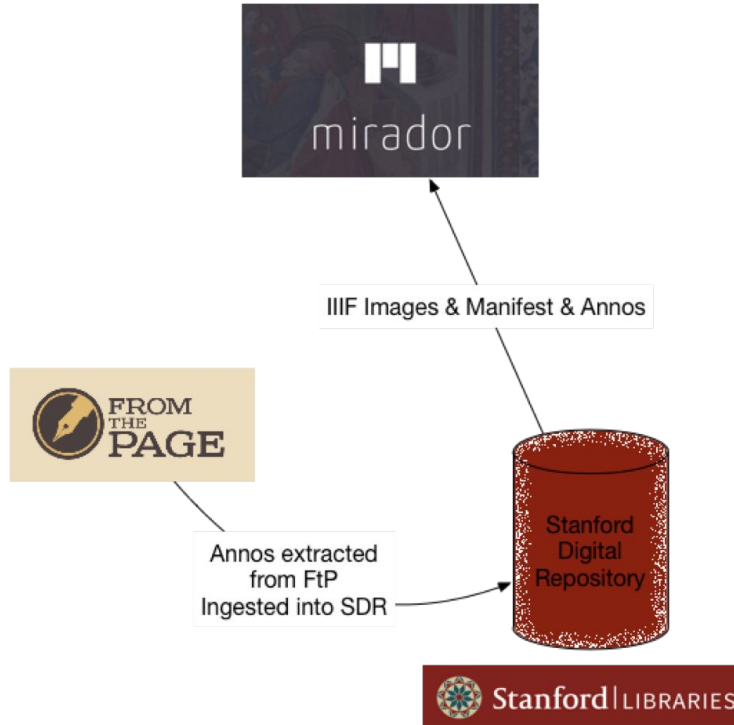 mirador
IIIF Images & Manifest & Annos
FROM
THE
PAGE
Annos extracted
from FtP
Ingested into SDR
Stanford
Digital
Repository
Stanford LIBRARIES